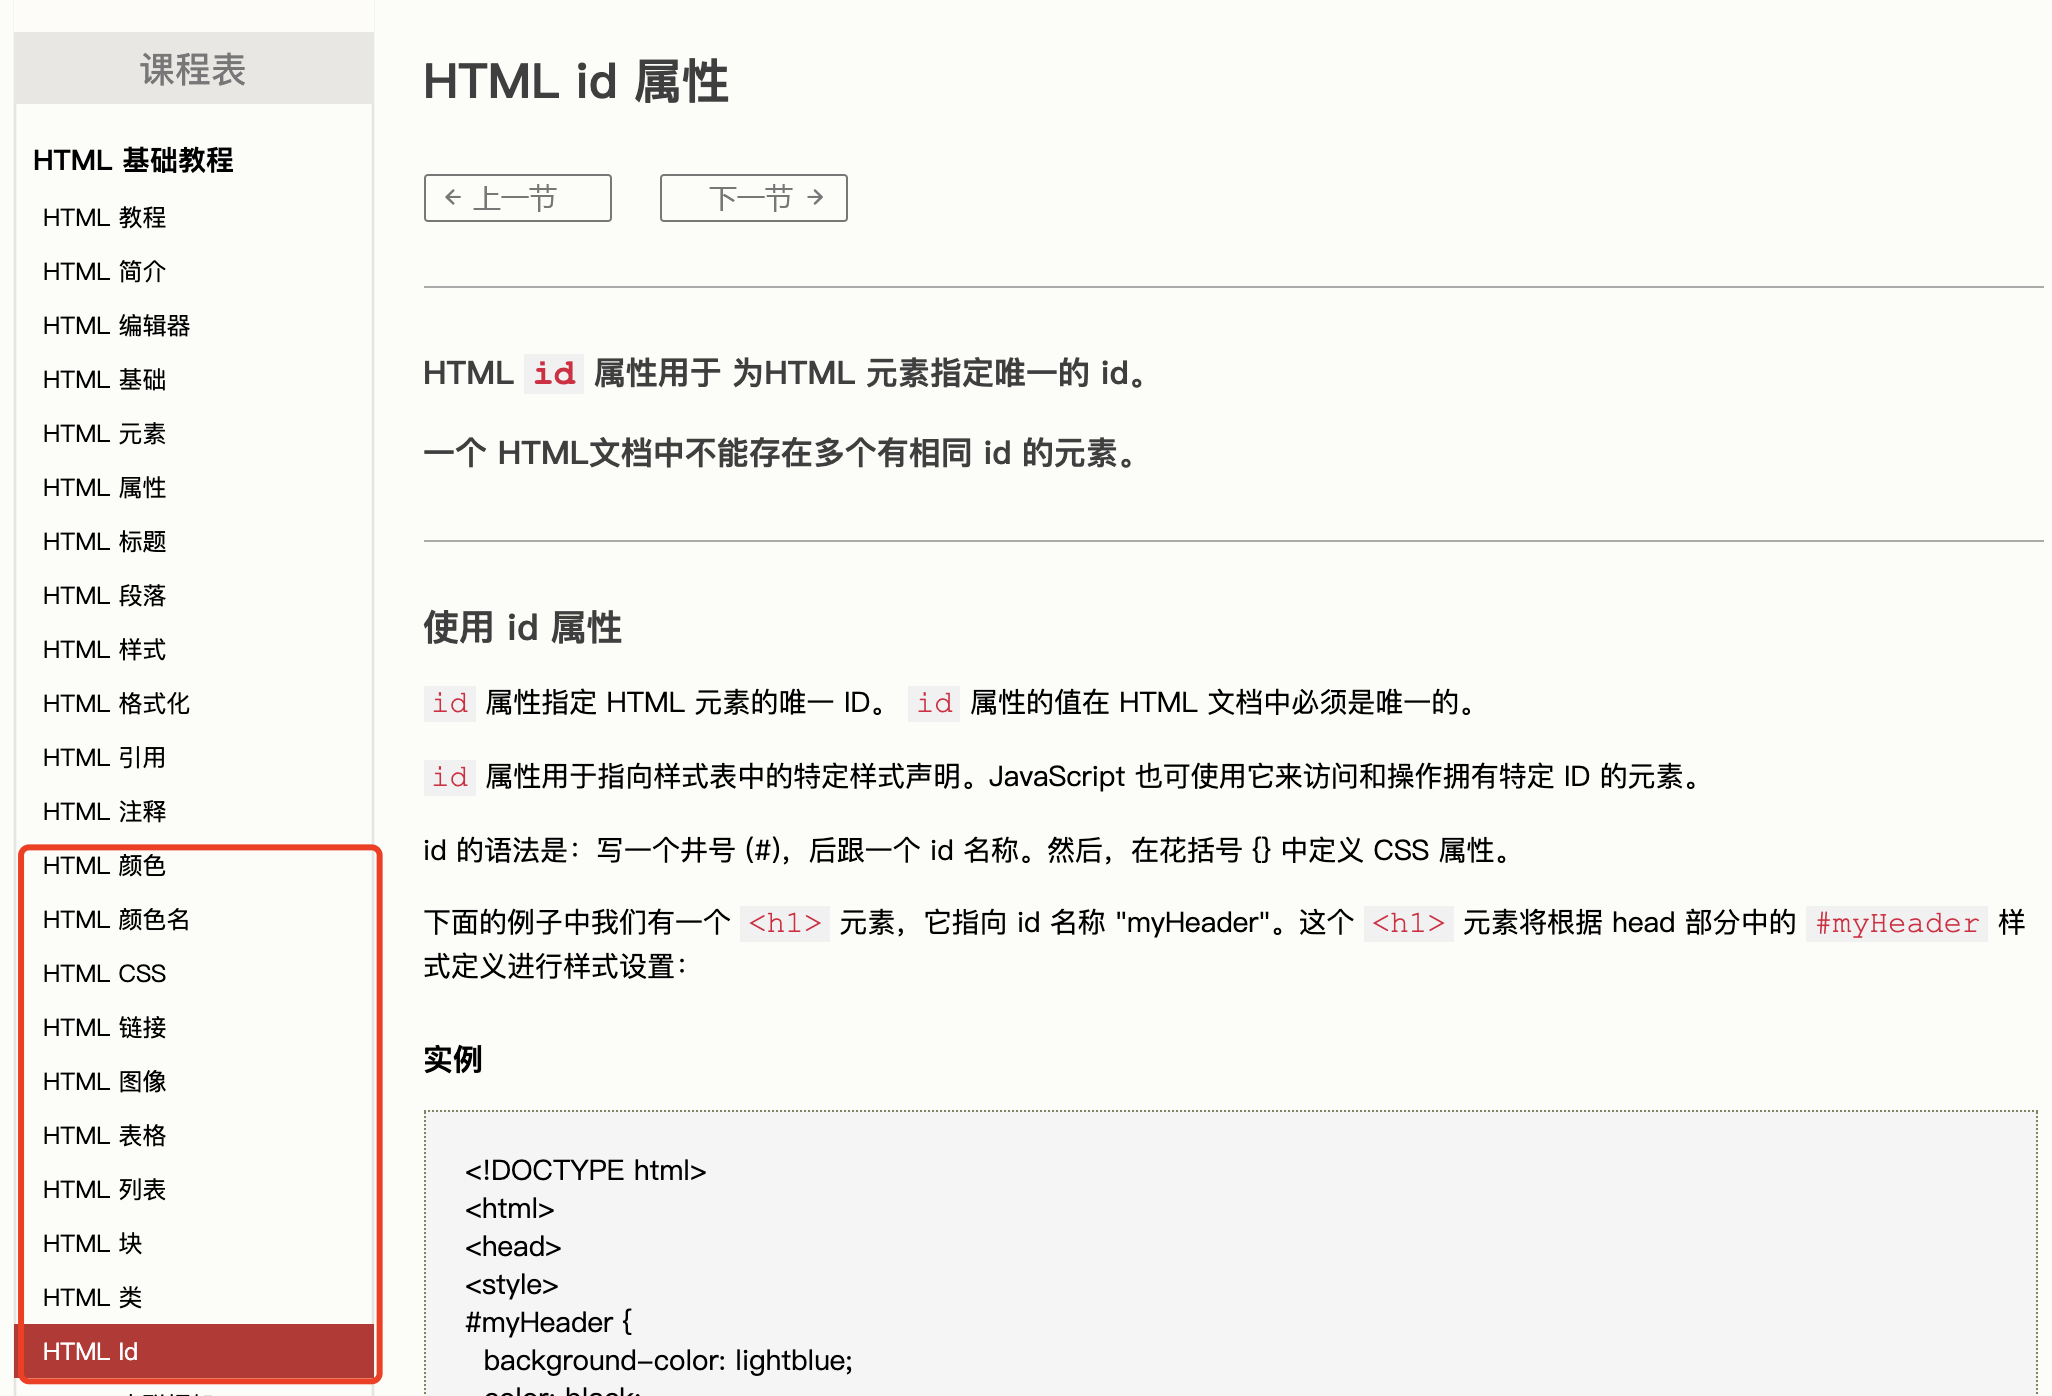 课程表
HTML 基础教程
HTML 教程
HTML 简介
HTML 编辑器
HTML 基础
HTML 元素
HTML 属性
HTML 标题
HTML 段落
HTML 样式
HTML 格式化
HTML 引用
HTML 注释
HTML 颜色
HTML 颜色名
HTML CSS
HTML 链接
HTML 图像
HTML 表格
HTML 列表
HTML 块
HTML 类
HTML Id
HTML id 属性
← 上一节
下一节 →
HTML id 属性用于 为HTML 元素指定唯一的 id。
一个 HTML文档中不能存在多个有相同 id 的元素。
使用 id 属性
id 属性指定 HTML 元素的唯一 ID。 id 属性的值在 HTML 文档中必须是唯一的。
id 属性用于指向样式表中的特定样式声明。JavaScript 也可使用它来访问和操作拥有特定 ID 的元素。
id 的语法是：写一个井号 (#)，后跟一个 id 名称。然后，在花括号 {} 中定义 CSS 属性。
下面的例子中我们有一个 <h1> 元素，它指向 id 名称 "myHeader"。这个 <h1> 元素将根据 head 部分中的 #myHeader 样
式定义进行样式设置：
实例
<!DOCTYPE html>
<html>
<head>
<style>
#myHeader {
background-color: lightblue;
color: black;